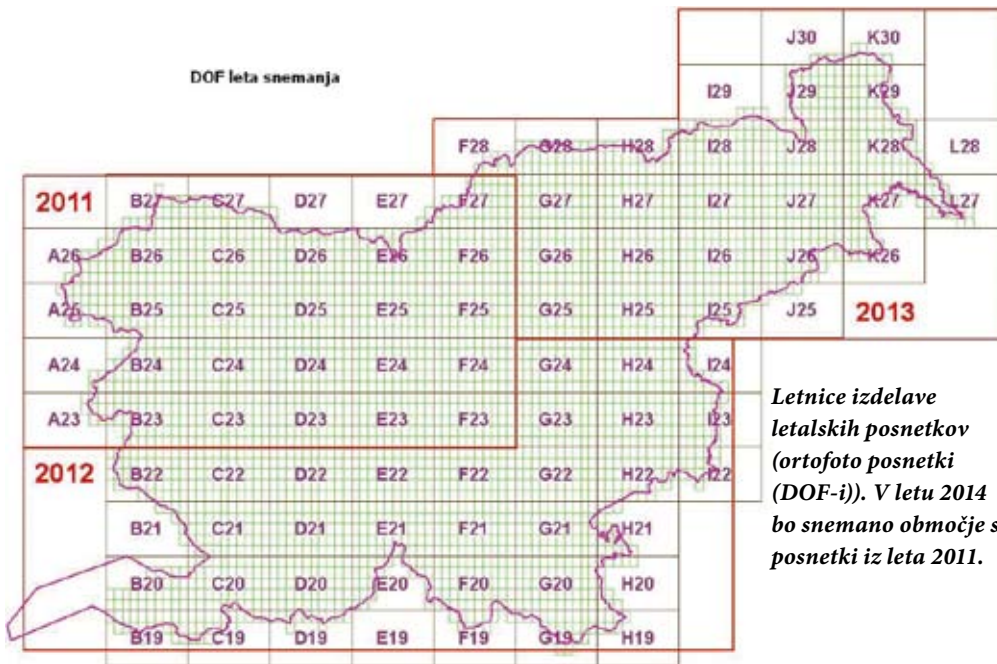 J30 K30
DOF leta snemanja
I29 J29 K29
F28 G28 H28 I28 J28 K28 L28
2011 B27 C27 D27 E27 F27 G27 H27 I27 J27 K27 L27
A26 B26 C26 D26 E26 F26 G26 H26 I26 J26 K26
A25 B25 C25 D25 E25 F25 G25 H25 I25 J25 2013
A24 B24 C24 D24 E24 F24 G24 H24 I24
A23 B23 C23 D23 E23 F23 G23 H23 I23
2012 B22 C22 D22 E22 F22 G22 H22 I22
B21 C21 D21 E21 F21 G21 H21
B20 C20 D20 E20 F20 G20 H20
B19 C19 D19 E19 F19 G19 H19
Letnice izdelave
letalskih posnetkov
(ortofoto posnetki
(DOF-i)). V letu 2014
bo snemano območje s
posnetki iz leta 2011.